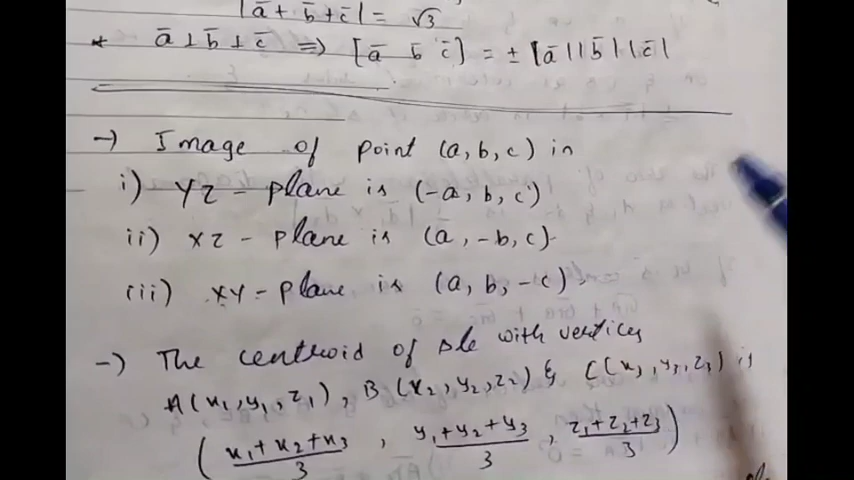 |a̅ + b̅ + c̅| = √3
* a̅ ⊥ b̅ ⊥ c̅ ⇒ [a̅ b̅ c̅] = ± |a̅| |b̅| |c̅|
→ Image of point (a, b, c) in
i) YZ - plane is (-a, b, c)
ii) XZ - plane is (a, -b, c)
iii) XY - plane is (a, b, -c).
→ The centroid of Δle with vertices
A(x₁, y₁, z₁), B(x₂, y₂, z₂) & C(x₃, y₃, z₃) is
((x₁+x₂+x₃)/3, (y₁+y₂+y₃)/3, (z₁+z₂+z₃)/3)